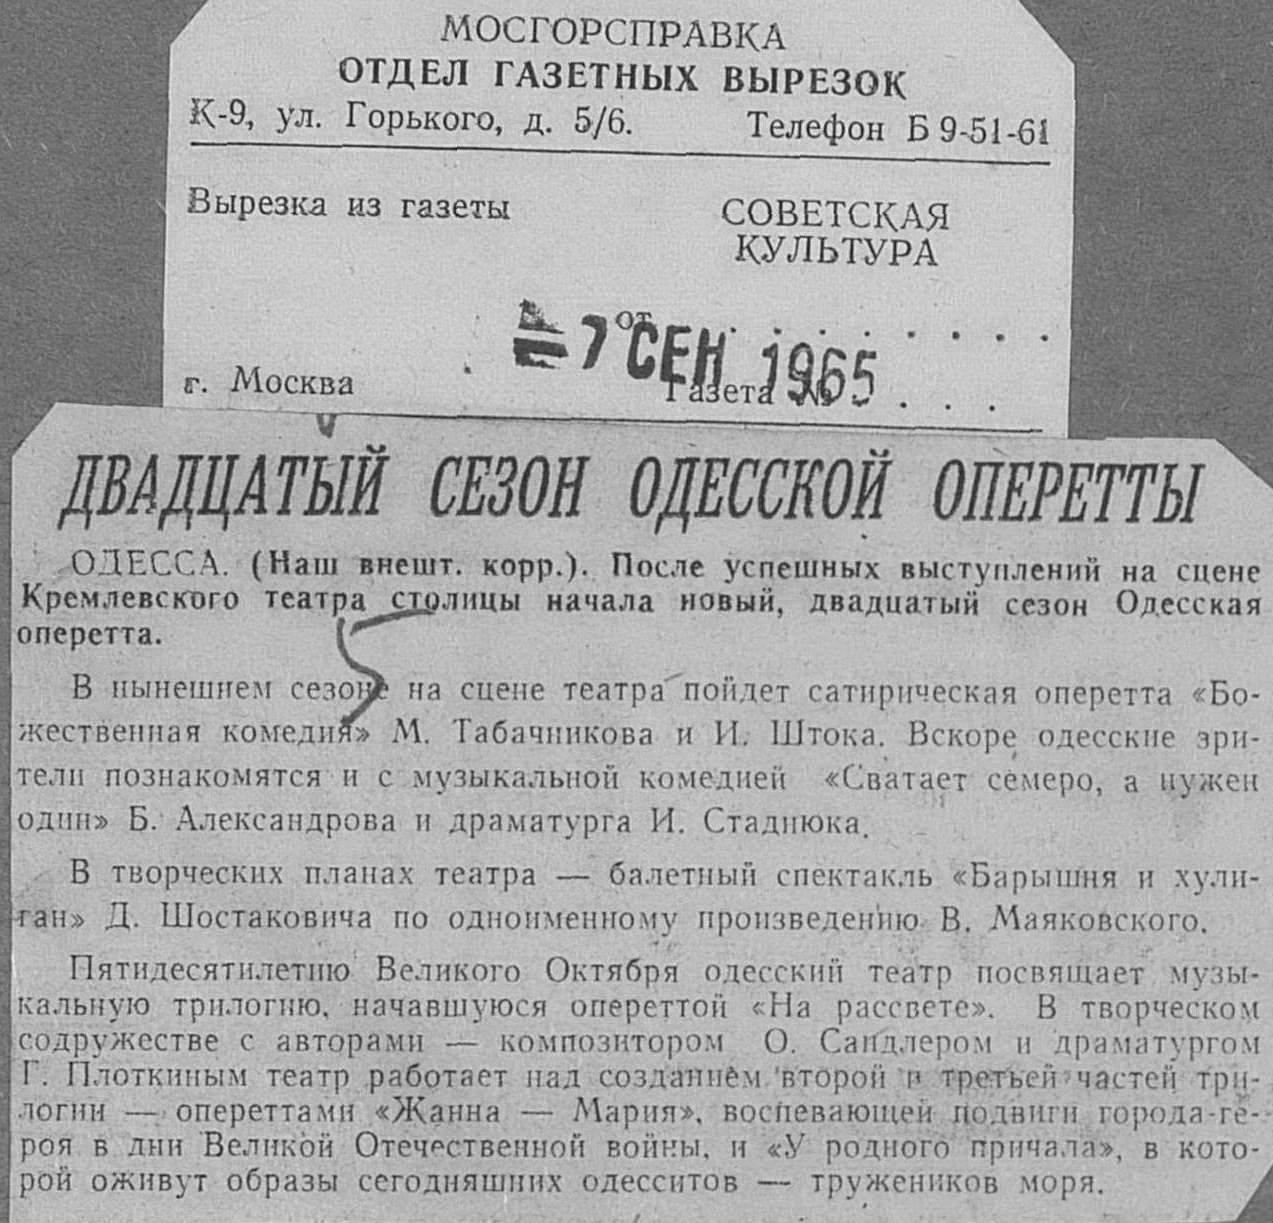 МОСГОРСПРАВКА
ОТДЕЛ ГАЗЕТНЫХ ВЫРЕЗОК
К-9, ул. Горького, д. 5/6. Телефон Б 9-51-61
Вырезка из газеты СОВЕТСКАЯ
КУЛЬТУРА
от . . . . . . . .
7 СЕН 1965
г. Москва . Газета № . . .
ДВАДЦАТЫЙ СЕЗОН ОДЕССКОЙ ОПЕРЕТТЫ
ОДЕССА. (Наш внешт. корр.). После успешных выступлений на сцене
Кремлевского театра столицы начала новый, двадцатый сезон Одесская
оперетта.
В нынешнем сезоне на сцене театра пойдет сатирическая оперетта «Бо-
жественная комедия» М. Табачникова и И. Штока. Вскоре одесские зри-
тели познакомятся и с музыкальной комедией «Сватает семеро, а нужен
один» Б. Александрова и драматурга И. Стаднюка.
В творческих планах театра — балетный спектакль «Барышня и хули-
ган» Д. Шостаковича по одноименному произведению В. Маяковского.
Пятидесятилетию Великого Октября одесский театр посвящает музы-
кальную трилогию, начавшуюся опереттой «На рассвете». В творческом
содружестве с авторами — композитором О. Сандлером и драматургом
Г. Плоткиным театр работает над созданием второй и третьей частей три-
логии — опереттами «Жанна — Мария», воспевающей подвиги города-ге-
роя в дни Великой Отечественной войны, и «У родного причала», в кото-
рой оживут образы сегодняшних одесситов — тружеников моря.